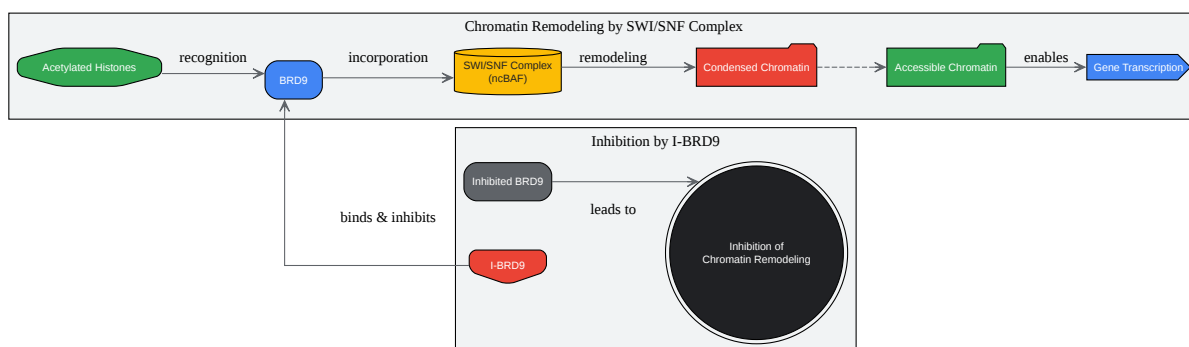 Chromatin Remodeling by SWI/SNF Complex
Acetylated Histones
recognition
BRD9
incorporation
SWI/SNF Complex
(ncBAF)
remodeling
Condensed Chromatin
Accessible Chromatin
enables
Gene Transcription
Inhibition by I-BRD9
Inhibited BRD9
leads to
binds & inhibits
I-BRD9
Inhibition of
Chromatin Remodeling